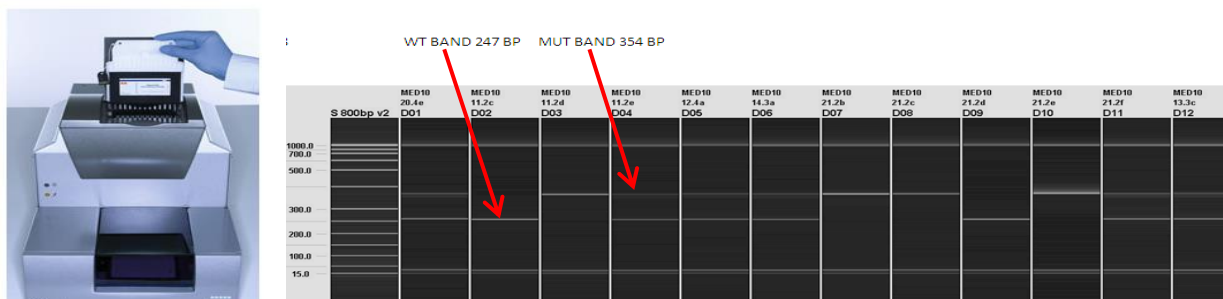 WT BAND 247 BP MUT BAND 354 BP
MED10 MED10 MED10 MED10 MED10 MED10 MED10 MED10 MED10 MED10 MED10 MED10
20.4e 11.2c 11.2d 11.2e 12.4a 14.3a 21.2b 21.2c 21.2d 21.2e 21.2f 13.3c
S 800bp v2 D01 D02 D03 D04 D05 D06 D07 D08 D09 D10 D11 D12
1000.0
700.0
500.0
300.0
200.0
100.0
15.0